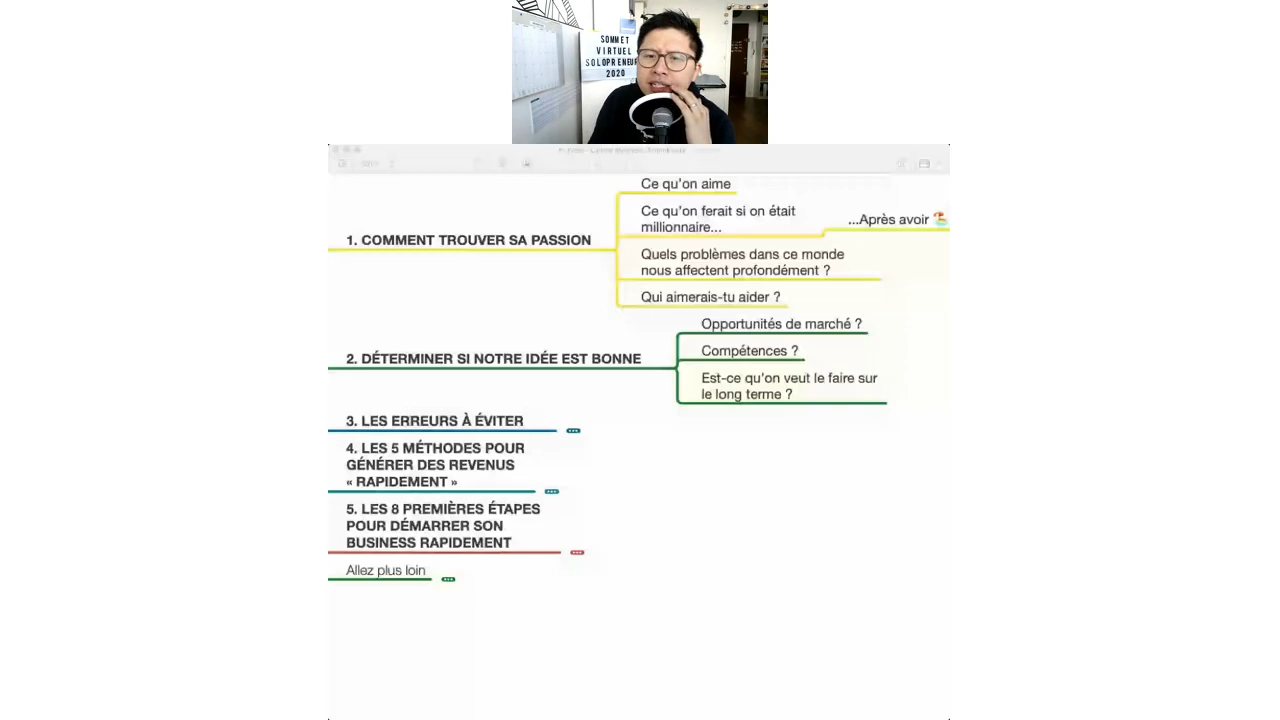 SOMMET
VIRTUEL
SOLOPRENEUR
2020
Ce qu'on aime
Ce qu'on ferait si on était
millionnaire...
...Après avoir
1. COMMENT TROUVER SA PASSION
Quels problèmes dans ce monde
nous affectent profondément ?
Qui aimerais-tu aider ?
Opportunités de marché ?
2. DÉTERMINER SI NOTRE IDÉE EST BONNE
Compétences ?
Est-ce qu'on veut le faire sur
le long terme ?
3. LES ERREURS À ÉVITER
4. LES 5 MÉTHODES POUR
GÉNÉRER DES REVENUS
« RAPIDEMENT »
5. LES 8 PREMIÈRES ÉTAPES
POUR DÉMARRER SON
BUSINESS RAPIDEMENT
Allez plus loin